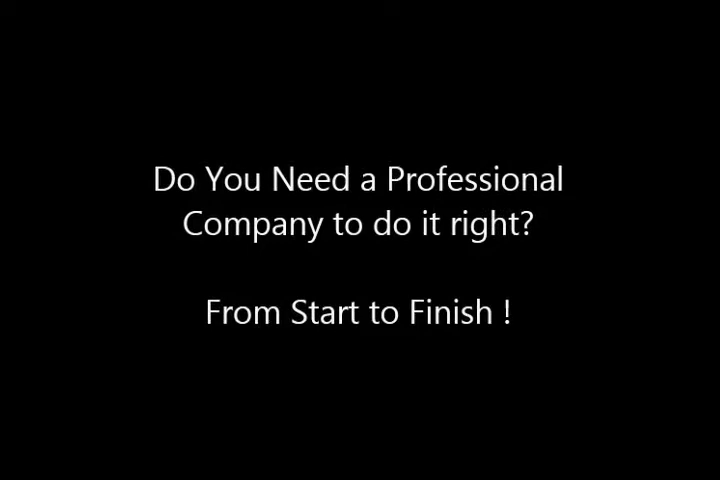 Do You Need a Professional
Company to do it right?
From Start to Finish !